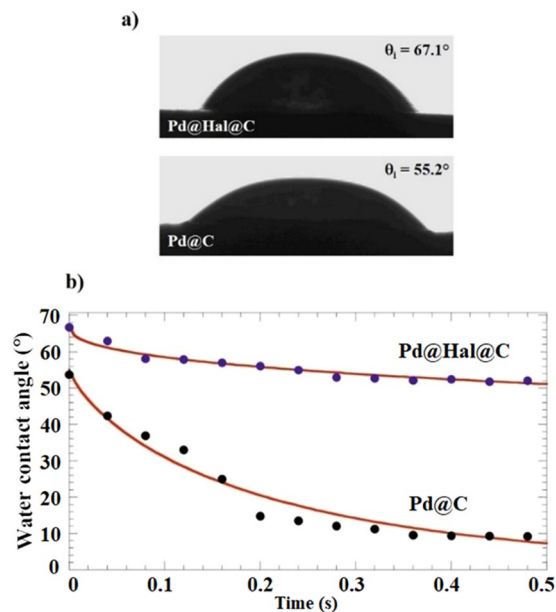 a)
θi = 67.1°
Pd@Hal@C
θi = 55.2°
Pd@C
b)
Water contact angle (°)
70
60
50
40
30
20
10
0
Pd@Hal@C
Pd@C
0 0.1 0.2 0.3 0.4 0.5
Time (s)